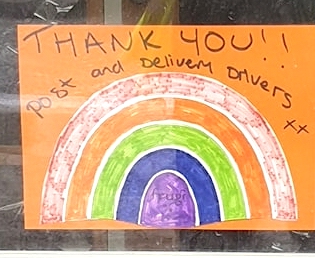 THANK YOU!!
Post and Delivery Drivers
xx